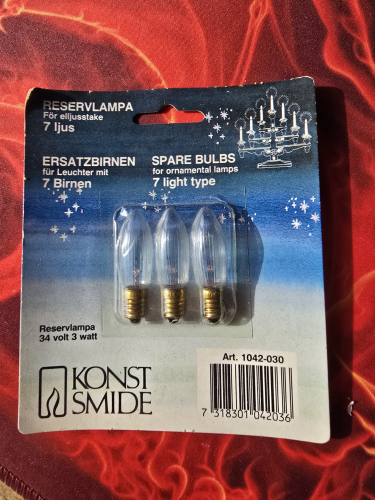 RESERVLAMPA
För elljusstake
7 ljus
ERSATZBIRNEN
für Leuchter mit
7 Birnen
SPARE BULBS
for ornamental lamps
7 light type
Reservlampa
34 volt 3 watt
KONST
SMIDE
Art. 1042-030
7 318301 042036